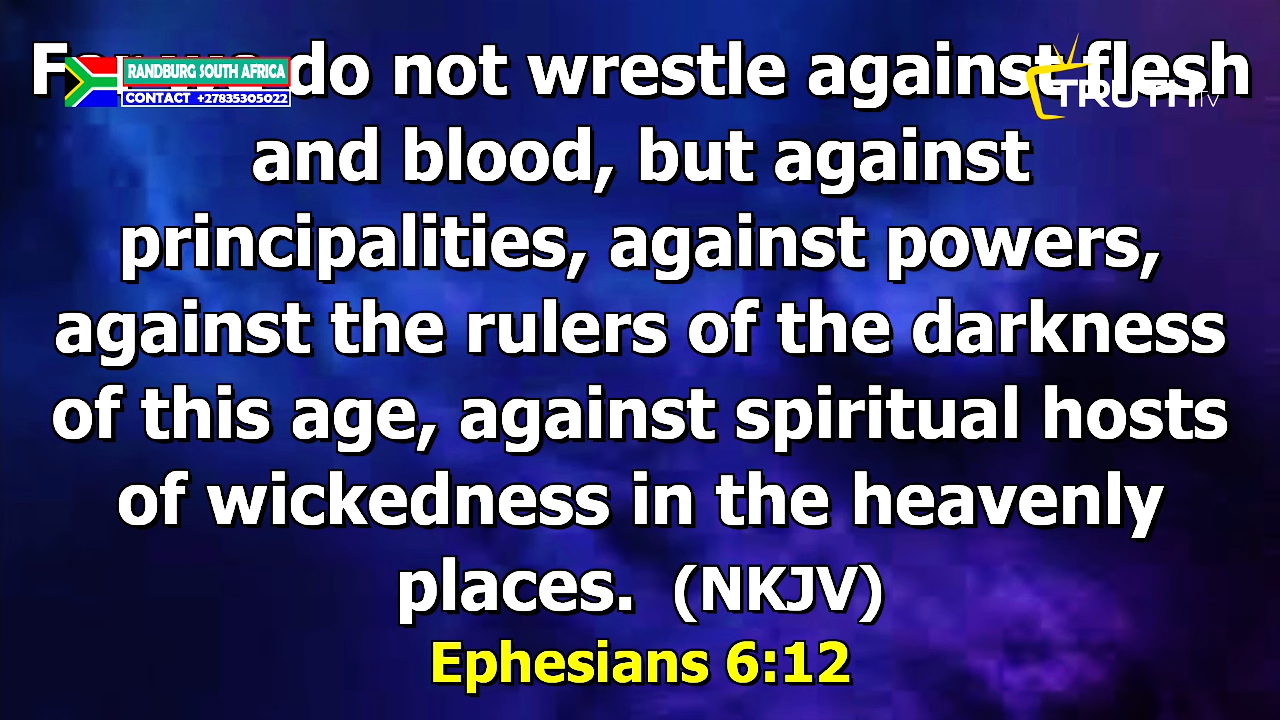 For we do not wrestle against flesh
RANDBURG SOUTH AFRICA
CONTACT +27835305022
TRUTH TV
and blood, but against
principalities, against powers,
against the rulers of the darkness
of this age, against spiritual hosts
of wickedness in the heavenly
places. (NKJV)
Ephesians 6:12